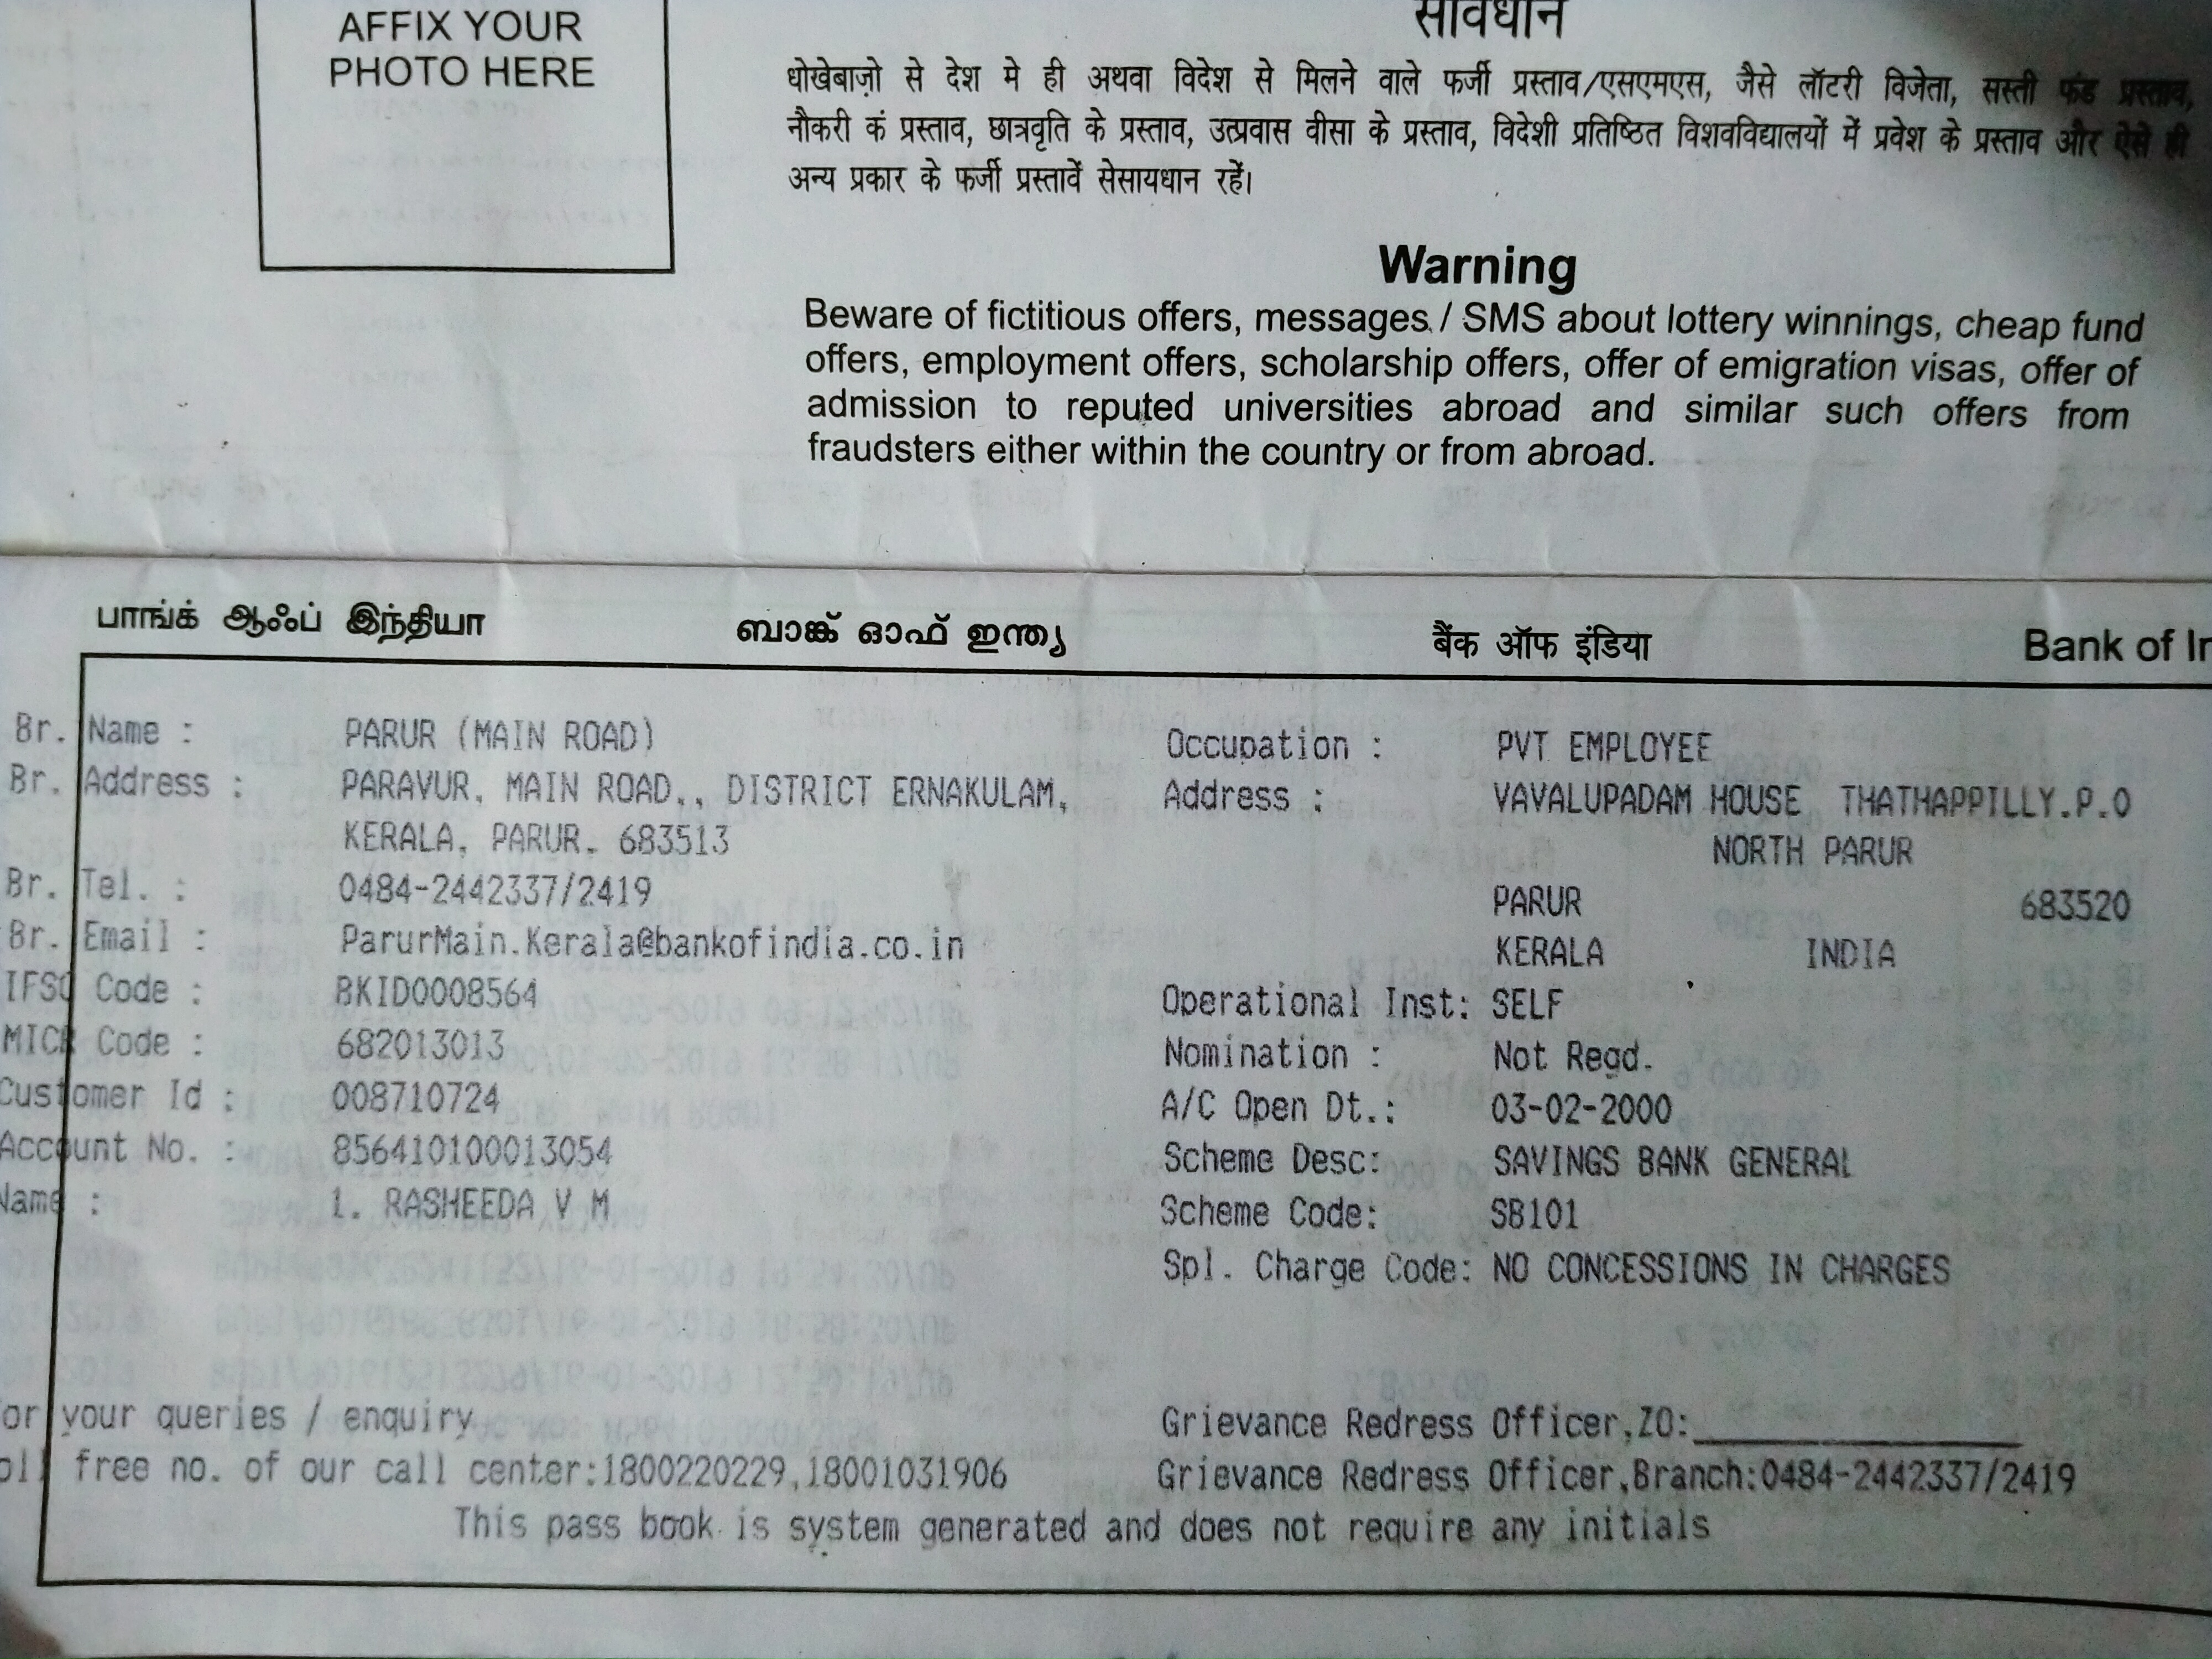 AFFIX YOUR
PHOTO HERE
सावधान
धोखेबाज़ो से देश मे ही अथवा विदेश से मिलने वाले फर्जी प्रस्ताव/एसएमएस, जैसे लॉटरी विजेता, सस्ती फंड प्रस्ताव,
नौकरी कं प्रस्ताव, छात्रवृति के प्रस्ताव, उत्प्रवास वीसा के प्रस्ताव, विदेशी प्रतिष्ठित विशवविद्यालयों में प्रवेश के प्रस्ताव और ऐसे ही
अन्य प्रकार के फर्जी प्रस्तावें सेसायधान रहें।
Warning
Beware of fictitious offers, messages / SMS about lottery winnings, cheap fund
offers, employment offers, scholarship offers, offer of emigration visas, offer of
admission to reputed universities abroad and similar such offers from
fraudsters either within the country or from abroad.
பாங்க் ஆஃப் இந்தியா ബാങ്ക് ഓഫ് ഇന്ത്യ बैंक ऑफ इंडिया Bank of In
Br. Name : PARUR (MAIN ROAD) Occupation : PVT EMPLOYEE
Br. Address : PARAVUR, MAIN ROAD,, DISTRICT ERNAKULAM, Address : VAVALUPADAM HOUSE THATHAPPILLY.P.O
KERALA, PARUR. 683513 NORTH PARUR
Br. Tel. : 0484-2442337/2419 PARUR 683520
Br. Email : ParurMain.Kerala@bankofindia.co.in KERALA INDIA
IFSC Code : BKID0008564 Operational Inst: SELF
MICR Code : 682013013 Nomination : Not Regd.
Customer Id : 008710724 A/C Open Dt.: 03-02-2000
Account No. : 856410100013054 Scheme Desc: SAVINGS BANK GENERAL
Name : 1. RASHEEDA V M Scheme Code: SB101
Spl. Charge Code: NO CONCESSIONS IN CHARGES
or your queries / enquiry Grievance Redress Officer,ZO:
oll free no. of our call center:1800220229,18001031906 Grievance Redress Officer,Branch:0484-2442337/2419
This pass book is system generated and does not require any initials